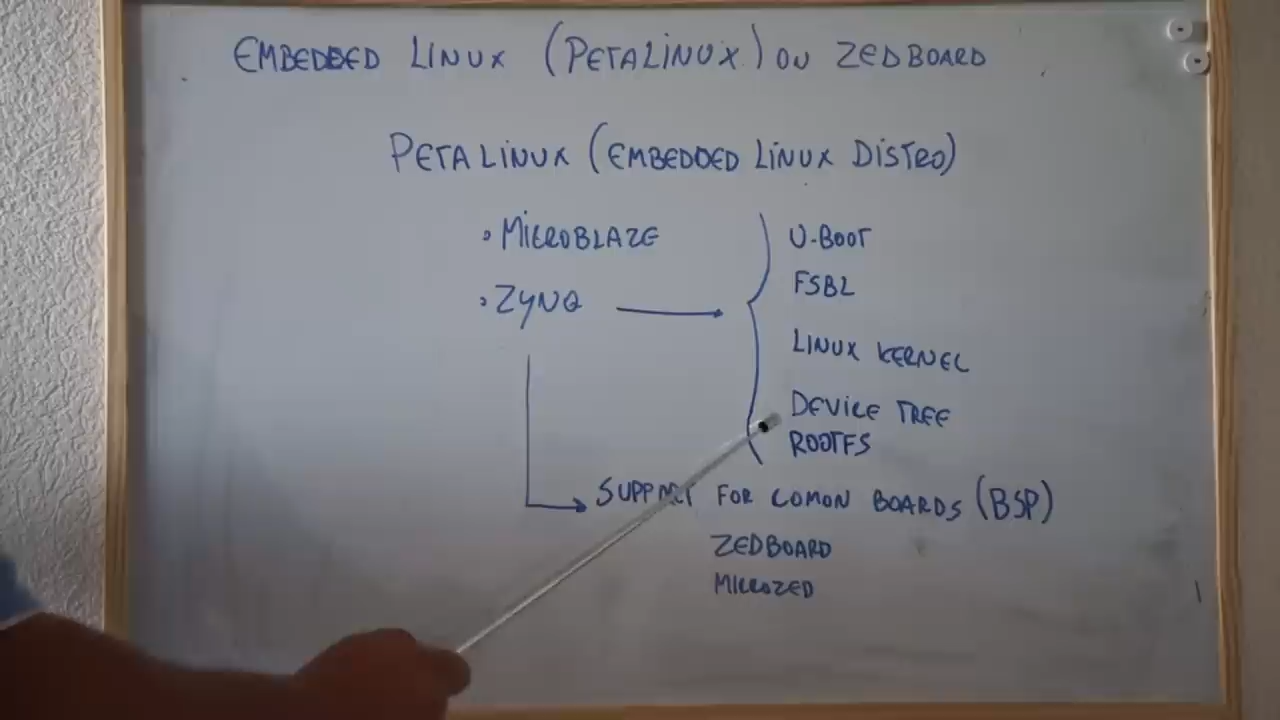 EMBEDDED LINUX (PETALINUX) ON ZEDBOARD
PETALINUX (EMBEDDED LINUX DISTRO)
• MICROBLAZE
• ZYNQ
U-BOOT
FSBL
LINUX KERNEL
DEVICE TREE
ROOTFS
SUPPORT FOR COMON BOARDS (BSP)
ZEDBOARD
MICROZED